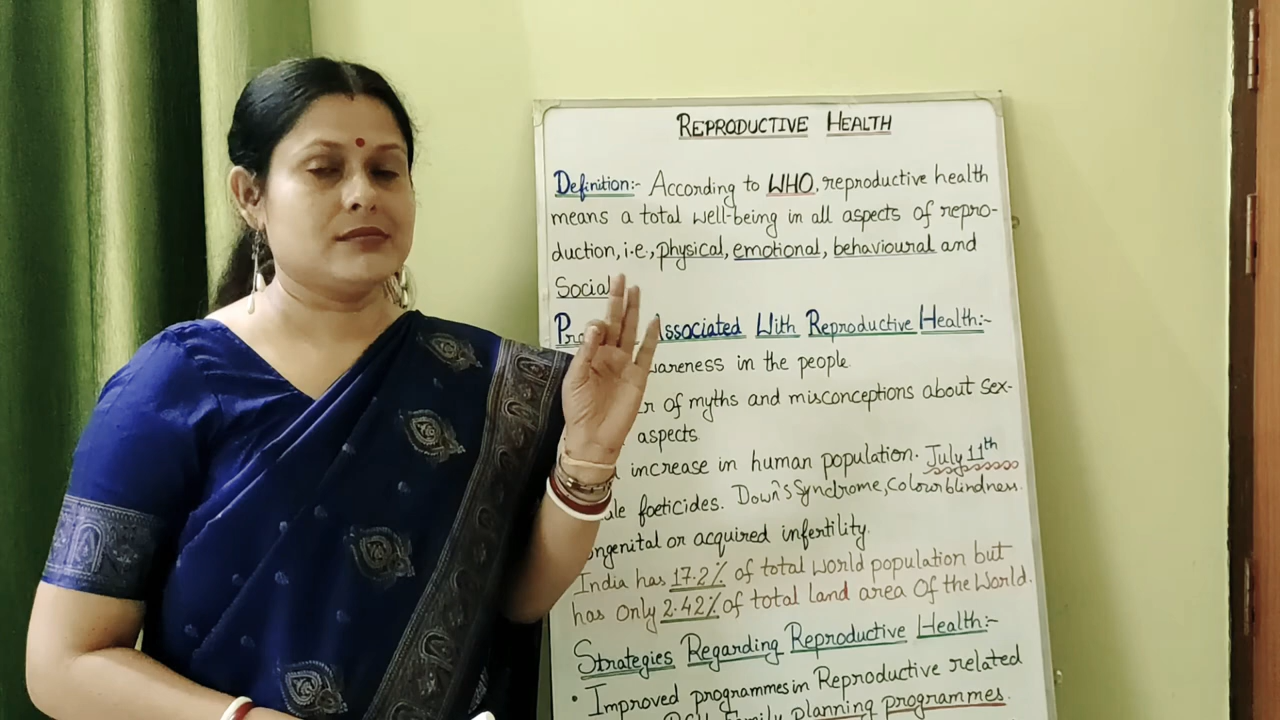 REPRODUCTIVE HEALTH
Definition:- According to WHO, reproductive health
means a total well-being in all aspects of repro-
duction, i.e., physical, emotional, behavioural and
Social
Associated With Reproductive Health:-
in the people
of myths and misconceptions about sex-
aspects
increase in human population. July 11th
foeticides. Down's Syndrome, Colourblindness.
or acquired infertility.
India has 17.2% of total world population but
has only 2.42% of total land area Of the World.
Strategies Regarding Reproductive Health:-
• Improved programmes in Reproductive related
Family planning programmes.